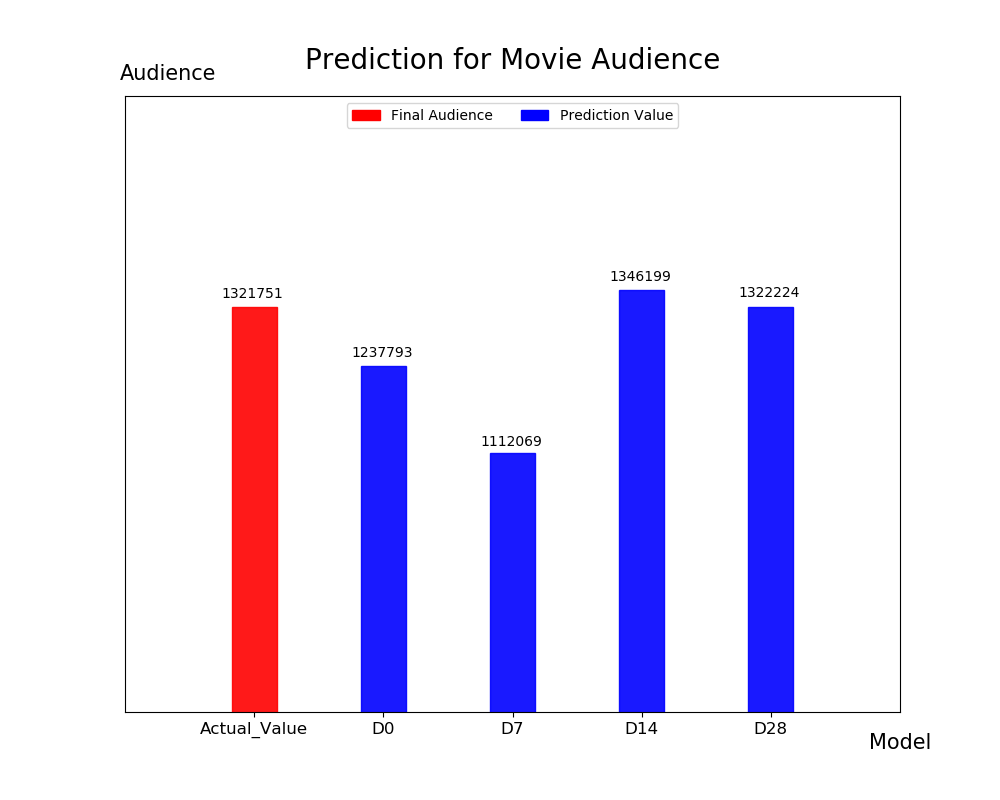 Prediction for Movie Audience
Audience
Final Audience
Prediction Value
1321751
1237793
1112069
1346199
1322224
Actual_Value
D0
D7
D14
D28
Model